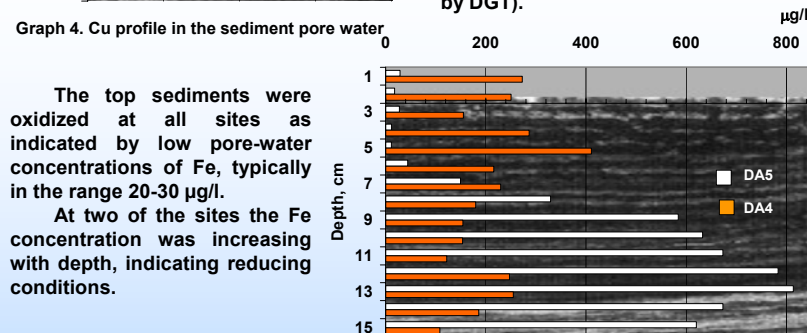 by DGT).
Graph 4. Cu profile in the sediment pore water
The top sediments were
oxidized at all sites as
indicated by low pore-water
concentrations of Fe, typically
in the range 20-30 µg/l.
At two of the sites the Fe
concentration was increasing
with depth, indicating reducing
conditions.
µg/l
0 200 400 600 800
Depth, cm
1
3
5
7
9
11
13
15
DA5
DA4